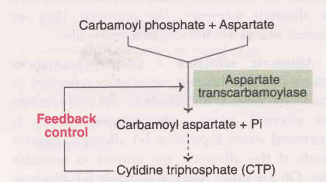 Carbamoyl phosphate + Aspartate
Aspartate
transcarbamoylase
Feedback
control
Carbamoyl aspartate + Pi
Cytidine triphosphate (CTP)